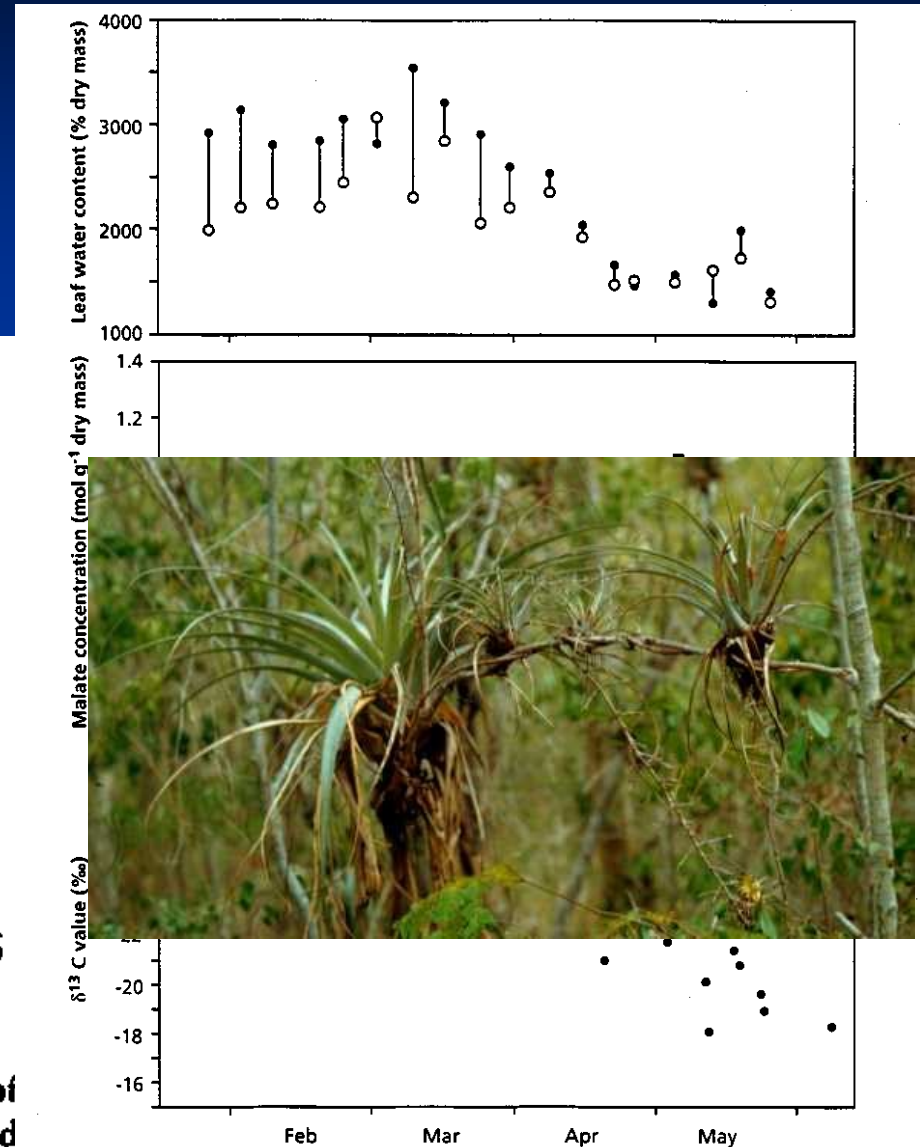 4000
3000
2000
1000
Leaf water content (% dry mass)
1.4
1.2
Malate concentration (mol q⁻¹ dry mass)
δ¹³ C value (‰)
-20
-18
-16
of
d
Feb Mar Apr May